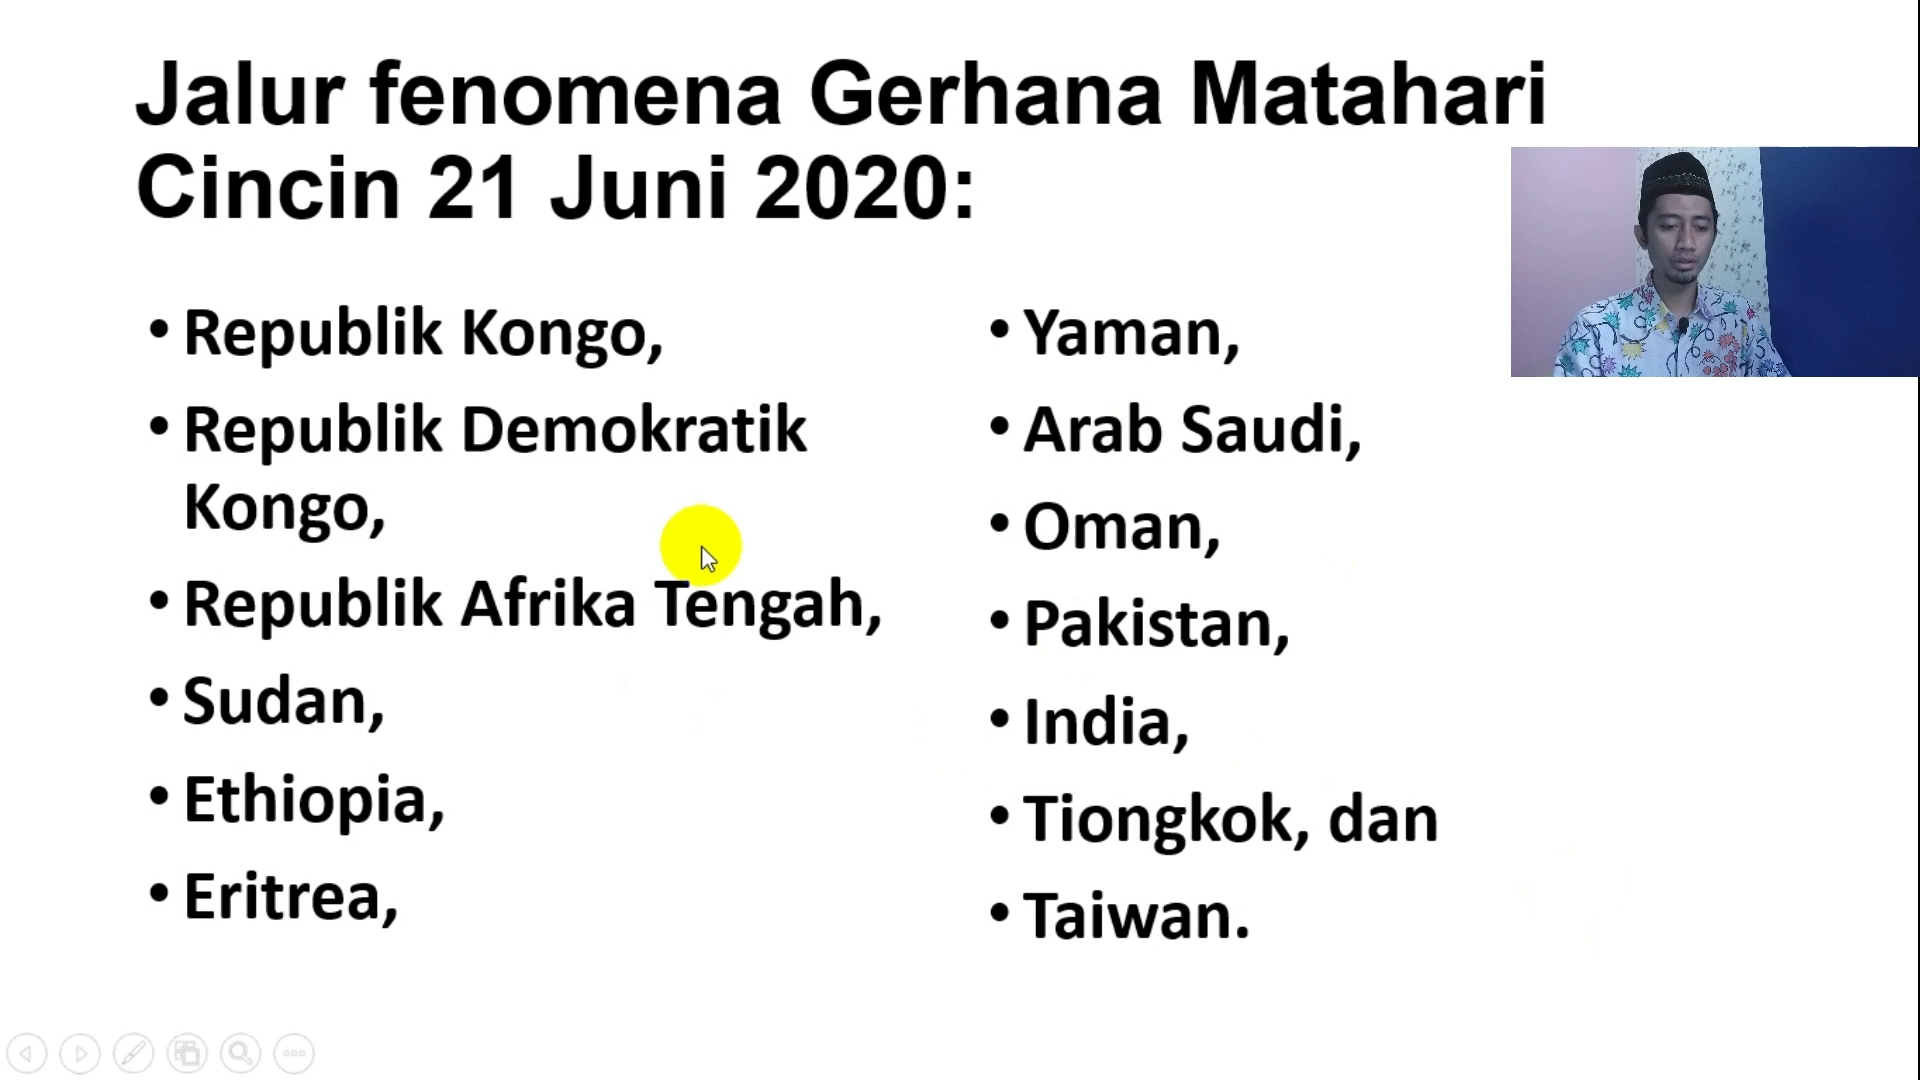 Jalur fenomena Gerhana Matahari
Cincin 21 Juni 2020:
• Republik Kongo,
• Republik Demokratik
Kongo,
• Republik Afrika Tengah,
• Sudan,
• Ethiopia,
• Eritrea,
• Yaman,
• Arab Saudi,
• Oman,
• Pakistan,
• India,
• Tiongkok, dan
• Taiwan.